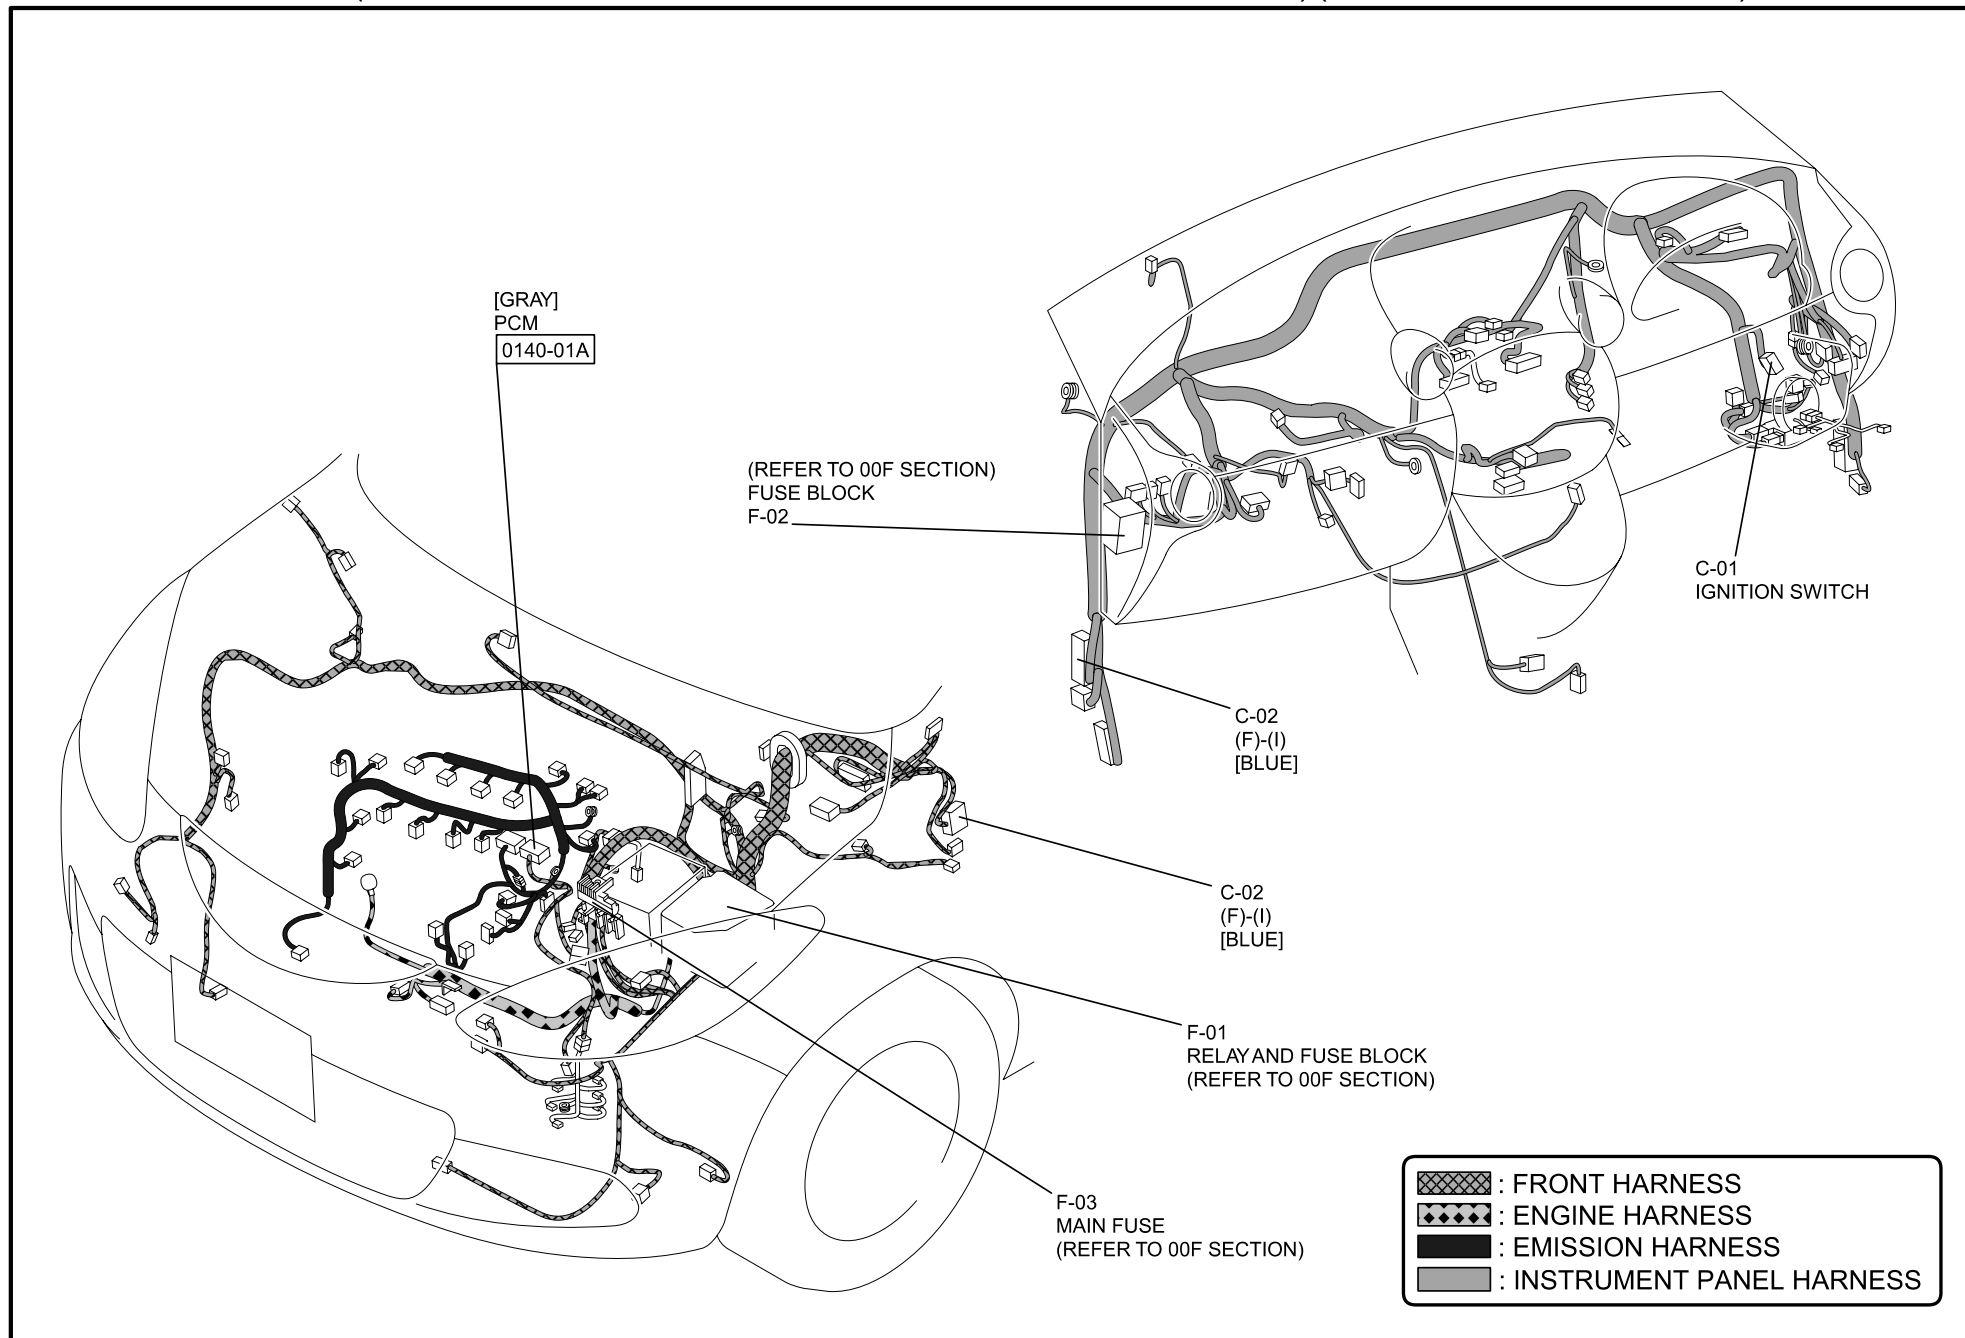 [GRAY]
PCM
0140-01A
(REFER TO 00F SECTION)
FUSE BLOCK
F-02
C-01
IGNITION SWITCH
C-02
(F)-(I)
[BLUE]
C-02
(F)-(I)
[BLUE]
F-01
RELAY AND FUSE BLOCK
(REFER TO 00F SECTION)
F-03
MAIN FUSE
(REFER TO 00F SECTION)
: FRONT HARNESS
: ENGINE HARNESS
: EMISSION HARNESS
: INSTRUMENT PANEL HARNESS